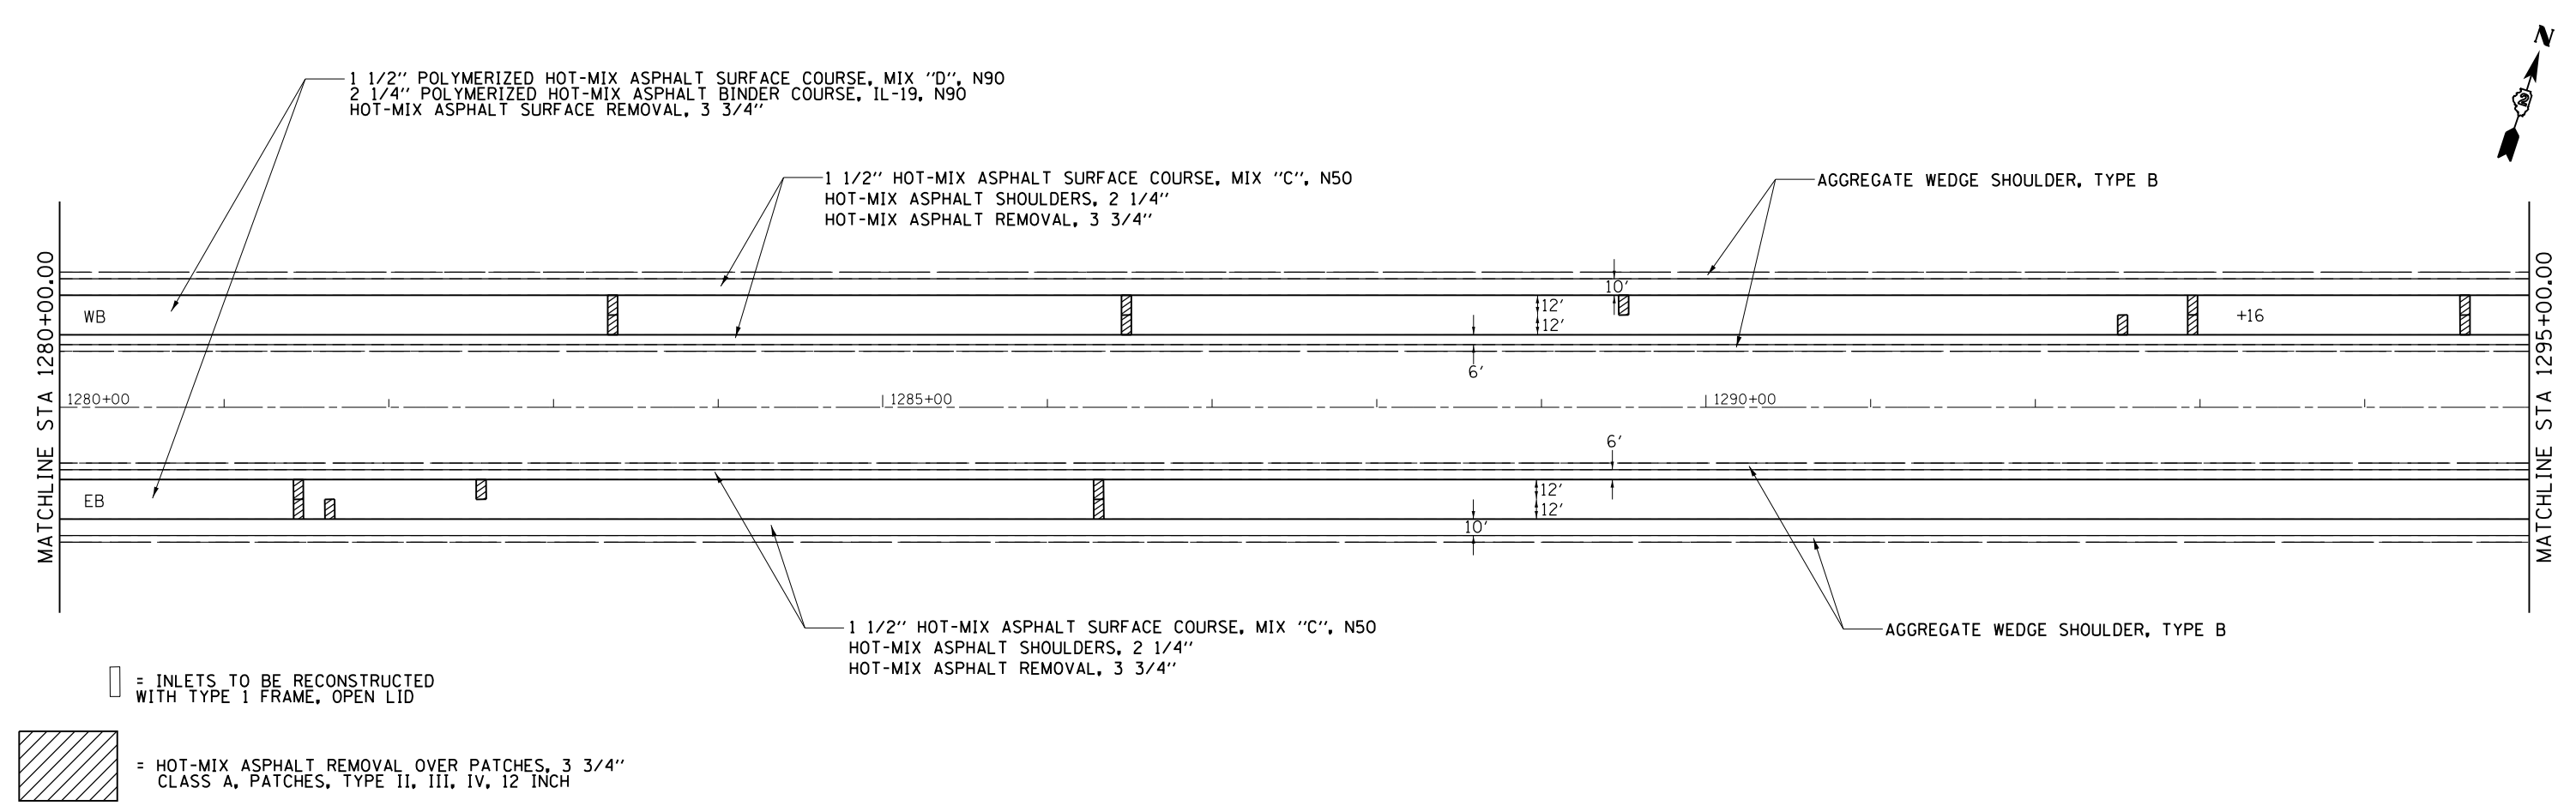 N
2
1 1/2" POLYMERIZED HOT-MIX ASPHALT SURFACE COURSE, MIX "D", N90
2 1/4" POLYMERIZED HOT-MIX ASPHALT BINDER COURSE, IL-19, N90
HOT-MIX ASPHALT SURFACE REMOVAL, 3 3/4"
1 1/2" HOT-MIX ASPHALT SURFACE COURSE, MIX "C", N50
HOT-MIX ASPHALT SHOULDERS, 2 1/4"
HOT-MIX ASPHALT REMOVAL, 3 3/4"
AGGREGATE WEDGE SHOULDER, TYPE B
MATCHLINE STA 1280+00.00
MATCHLINE STA 1295+00.00
10'
WB
12'
12'
+16
6'
1280+00
1285+00
1290+00
6'
EB
12'
12'
10'
1 1/2" HOT-MIX ASPHALT SURFACE COURSE, MIX "C", N50
HOT-MIX ASPHALT SHOULDERS, 2 1/4"
HOT-MIX ASPHALT REMOVAL, 3 3/4"
AGGREGATE WEDGE SHOULDER, TYPE B
= INLETS TO BE RECONSTRUCTED
WITH TYPE 1 FRAME, OPEN LID
= HOT-MIX ASPHALT REMOVAL OVER PATCHES, 3 3/4"
CLASS A, PATCHES, TYPE II, III, IV, 12 INCH